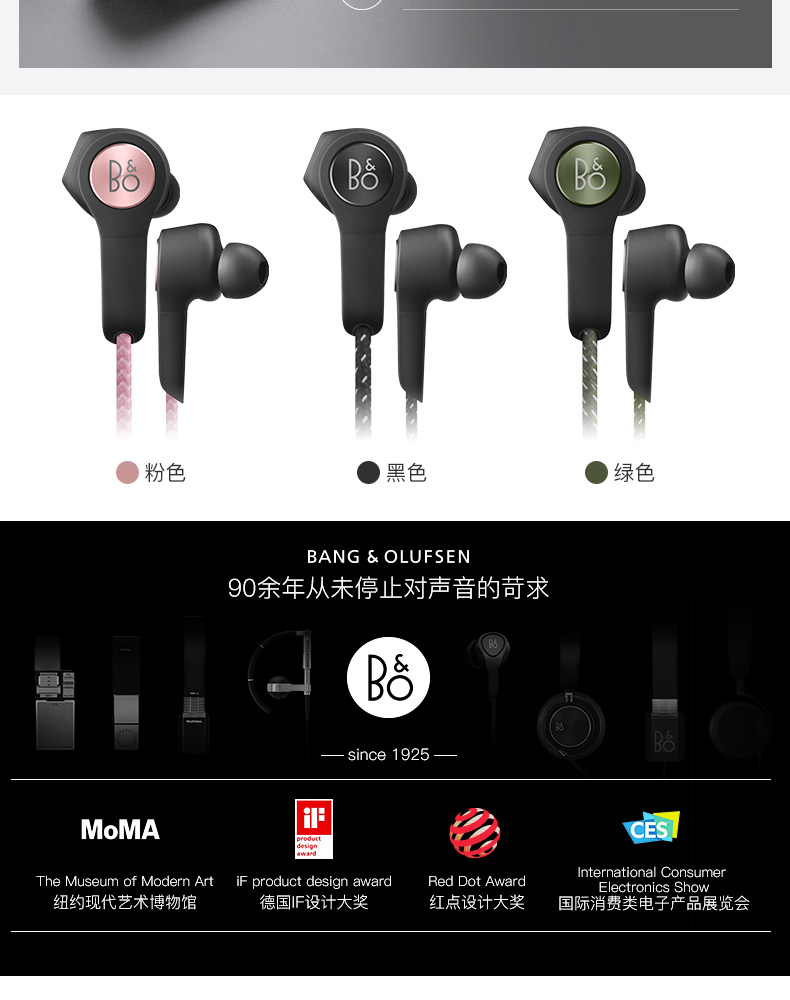 B&O
B&O
B&O
粉色
黑色
绿色
BANG & OLUFSEN
90余年从未停止对声音的苛求
B&O
B&O
B&O
B&O
since 1925
MoMA
iF
product
design
award
CES
The Museum of Modern Art
纽约现代艺术博物馆
iF product design award
德国IF设计大奖
Red Dot Award
红点设计大奖
International Consumer
Electronics Show
国际消费类电子产品展览会